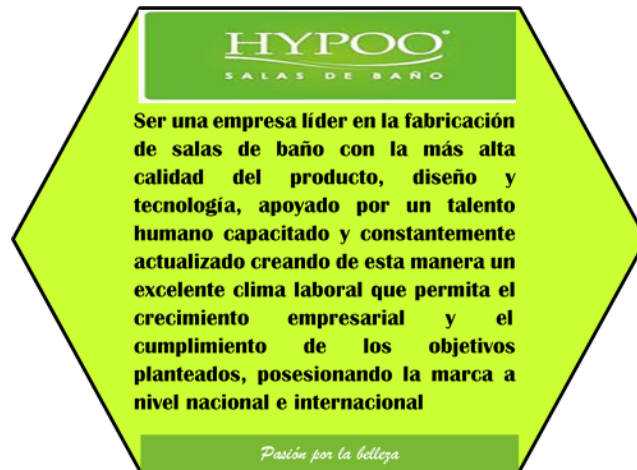 HYPOO°
SALAS DE BAÑO
Ser una empresa líder en la fabricación
de salas de baño con la más alta
calidad del producto, diseño y
tecnología, apoyado por un talento
humano capacitado y constantemente
actualizado creando de esta manera un
excelente clima laboral que permita el
crecimiento empresarial y el
cumplimiento de los objetivos
planteados, posesionando la marca a
nivel nacional e internacional
Pasión por la belleza